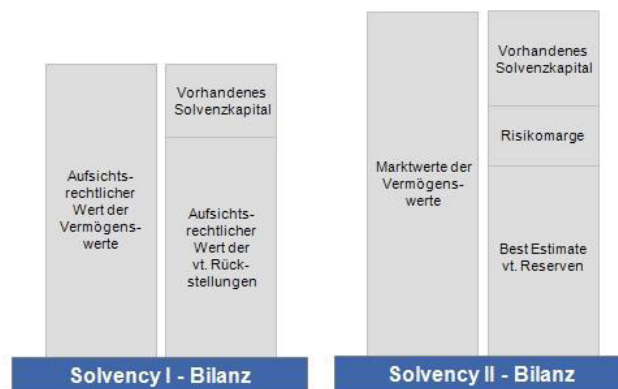 Aufsichts-
rechtlicher
Wert der
Vermögens-
werte
Vorhandenes
Solvenzkapital
Aufsichts-
rechtlicher
Wert der
vt. Rück-
stellungen
Solvency I - Bilanz
Marktwerte der
Vermögens-
werte
Vorhandenes
Solvenzkapital
Risikomarge
Best Estimate
vt. Reserven
Solvency II - Bilanz